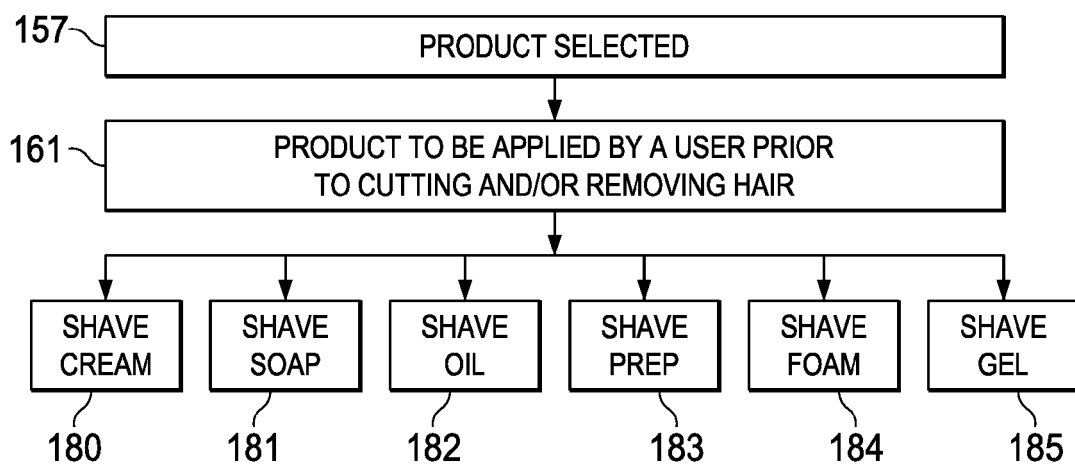 157
PRODUCT SELECTED
161
PRODUCT TO BE APPLIED BY A USER PRIOR
TO CUTTING AND/OR REMOVING HAIR
SHAVE
CREAM
SHAVE
SOAP
SHAVE
OIL
SHAVE
PREP
SHAVE
FOAM
SHAVE
GEL
180
181
182
183
184
185